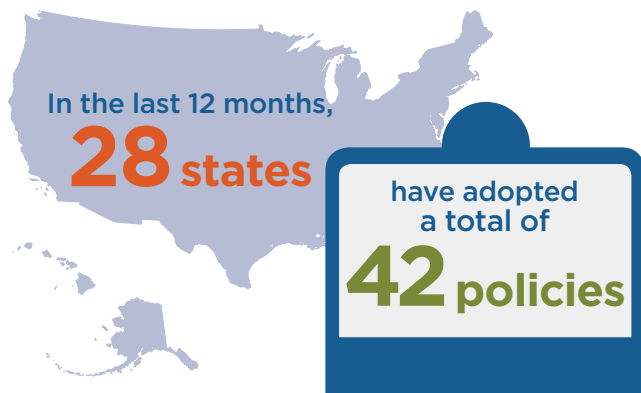 In the last 12 months,
28 states
have adopted
a total of
42 policies